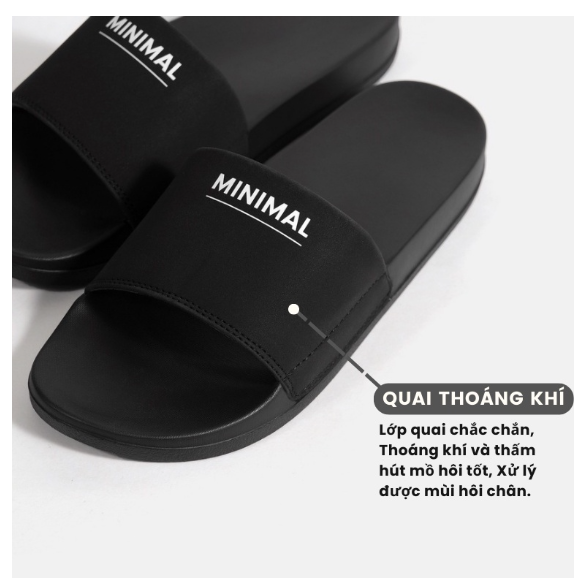 MINIMAL
MINIMAL
QUAI THOÁNG KHÍ
Lớp quai chắc chắn,
Thoáng khí và thấm
hút mồ hôi tốt, Xử lý
được mùi hôi chân.